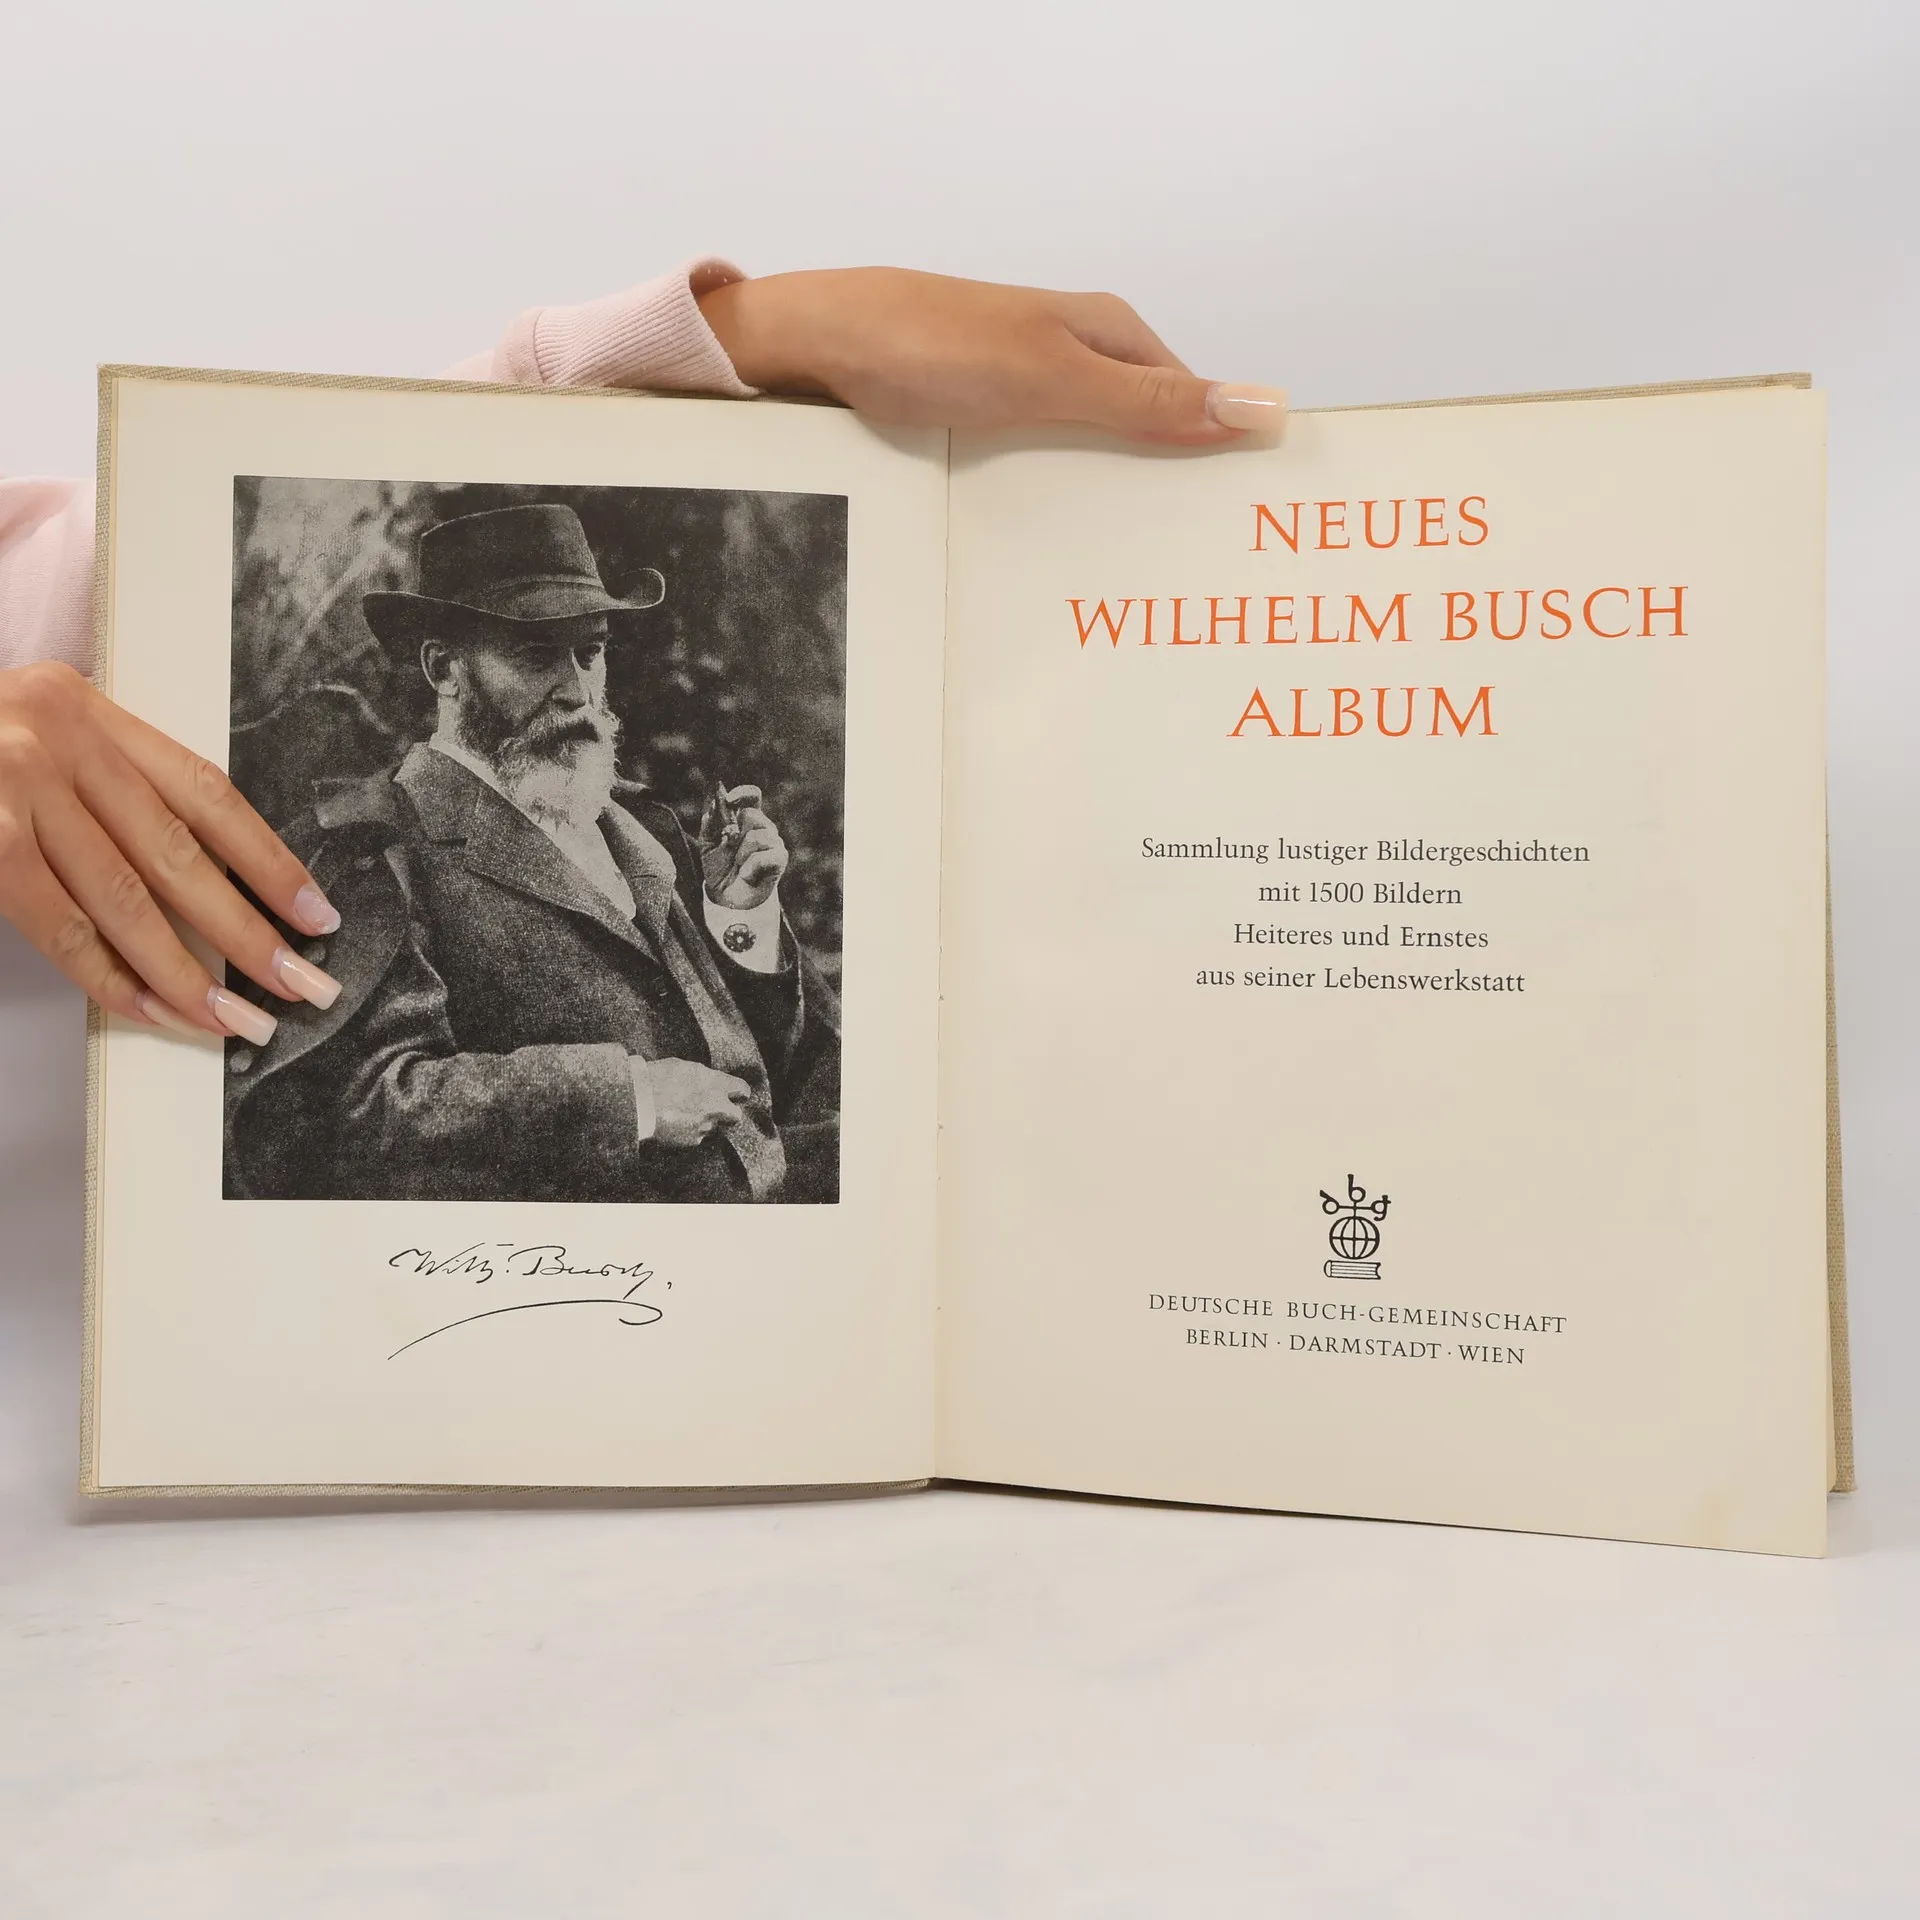 Wilh. Busch.
NEUES
WILHELM BUSCH
ALBUM
Sammlung lustiger Bildergeschichten
mit 1500 Bildern
Heiteres und Ernstes
aus seiner Lebenswerkstatt
dbg
DEUTSCHE BUCH-GEMEINSCHAFT
BERLIN · DARMSTADT · WIEN